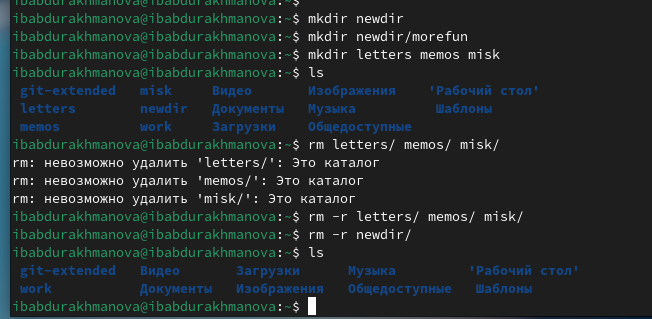 ibabdurakhmanova@ibabdurakhmanova:~$
ibabdurakhmanova@ibabdurakhmanova:~$ mkdir newdir
ibabdurakhmanova@ibabdurakhmanova:~$ mkdir newdir/morefun
ibabdurakhmanova@ibabdurakhmanova:~$ mkdir letters memos misk
ibabdurakhmanova@ibabdurakhmanova:~$ ls
git-extended misk Видео Изображения 'Рабочий стол'
letters newdir Документы Музыка Шаблоны
memos work Загрузки Общедоступные
ibabdurakhmanova@ibabdurakhmanova:~$ rm letters/ memos/ misk/
rm: невозможно удалить 'letters/': Это каталог
rm: невозможно удалить 'memos/': Это каталог
rm: невозможно удалить 'misk/': Это каталог
ibabdurakhmanova@ibabdurakhmanova:~$ rm -r letters/ memos/ misk/
ibabdurakhmanova@ibabdurakhmanova:~$ rm -r newdir/
ibabdurakhmanova@ibabdurakhmanova:~$ ls
git-extended Видео Загрузки Музыка 'Рабочий стол'
work Документы Изображения Общедоступные Шаблоны
ibabdurakhmanova@ibabdurakhmanova:~$